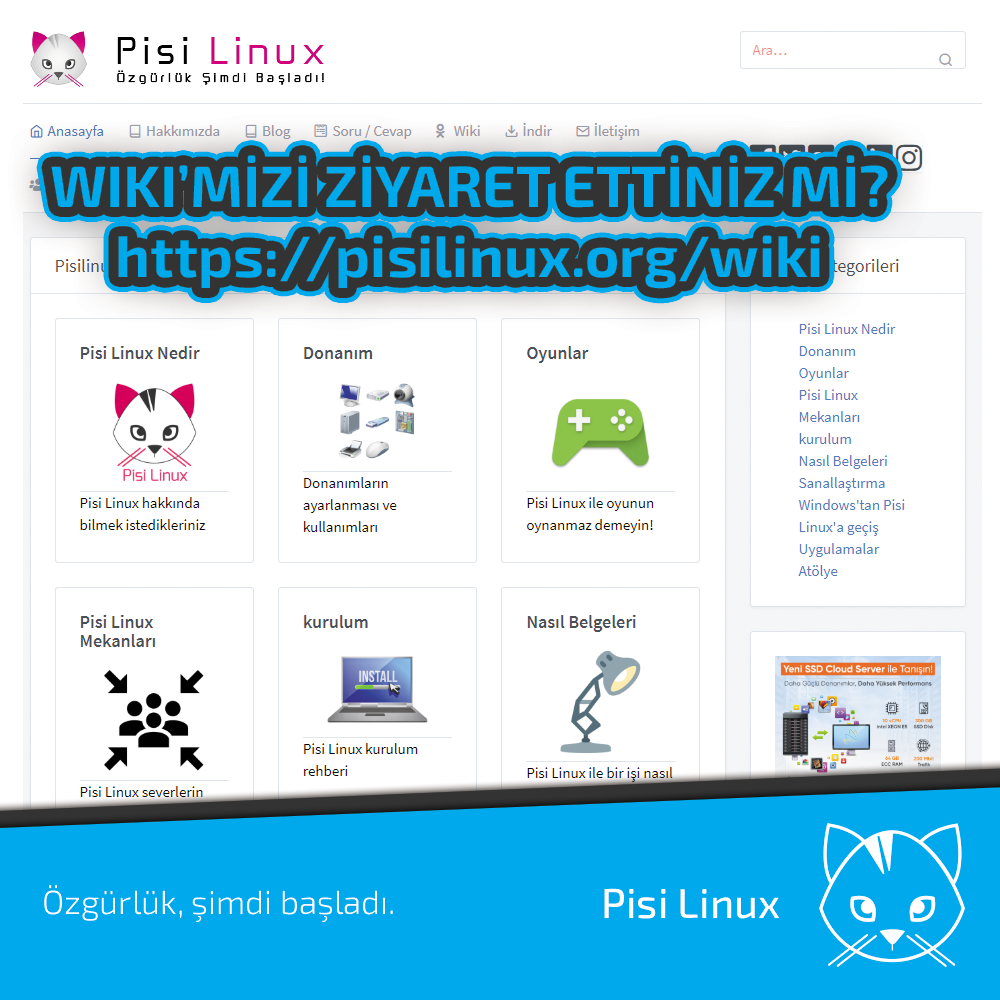 Pisi Linux
Özgürlük Şimdi Başladı!
Ara...
Anasayfa
Hakkımızda
Blog
Soru / Cevap
Wiki
İndir
İletişim
WIKI'MİZİ ZİYARET ETTİNİZ Mİ?
https://pisilinux.org/wiki
Pisi Linux Nedir
Pisi Linux
Pisi Linux hakkında
bilmek istedikleriniz
Donanım
Donanımların
ayarlanması ve
kullanımları
Oyunlar
Pisi Linux ile oyunun
oynanmaz demeyin!
Pisi Linux
Mekanları
Pisi Linux severlerin
kurulum
INSTALL
Pisi Linux kurulum
rehberi
Nasıl Belgeleri
Pisi Linux ile bir işi nasıl
Pisi Linux Nedir
Donanım
Oyunlar
Pisi Linux
Mekanları
kurulum
Nasıl Belgeleri
Sanallaştırma
Windows'tan Pisi
Linux'a geçiş
Uygulamalar
Atölye
Yeni SSD Cloud Server ile Tanışın!
Daha Güçlü Donanımlar, Daha Yüksek Performans
Özgürlük, şimdi başladı.
Pisi Linux